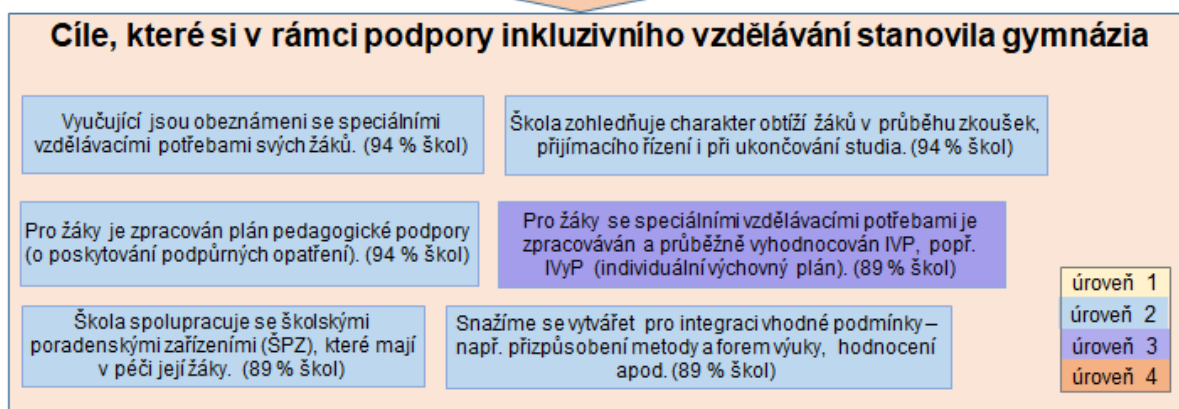 Cíle, které si v rámci podpory inkluzivního vzdělávání stanovila gymnázia
Vyučující jsou obeznámeni se speciálními
vzdělávacími potřebami svých žáků. (94 % škol)
Škola zohledňuje charakter obtíží žáků v průběhu zkoušek,
přijímacího řízení i při ukončování studia. (94 % škol)
Pro žáky je zpracován plán pedagogické podpory
(o poskytování podpůrných opatření). (94 % škol)
Pro žáky se speciálními vzdělávacími potřebami je
zpracováván a průběžně vyhodnocován IVP, popř.
IVyP (individuální výchovný plán). (89 % škol)
Škola spolupracuje se školskými
poradenskými zařízeními (ŠPZ), které mají
v péči její žáky. (89 % škol)
Snažíme se vytvářet pro integraci vhodné podmínky –
např. přizpůsobení metody a forem výuky, hodnocení
apod. (89 % škol)
úroveň 1
úroveň 2
úroveň 3
úroveň 4